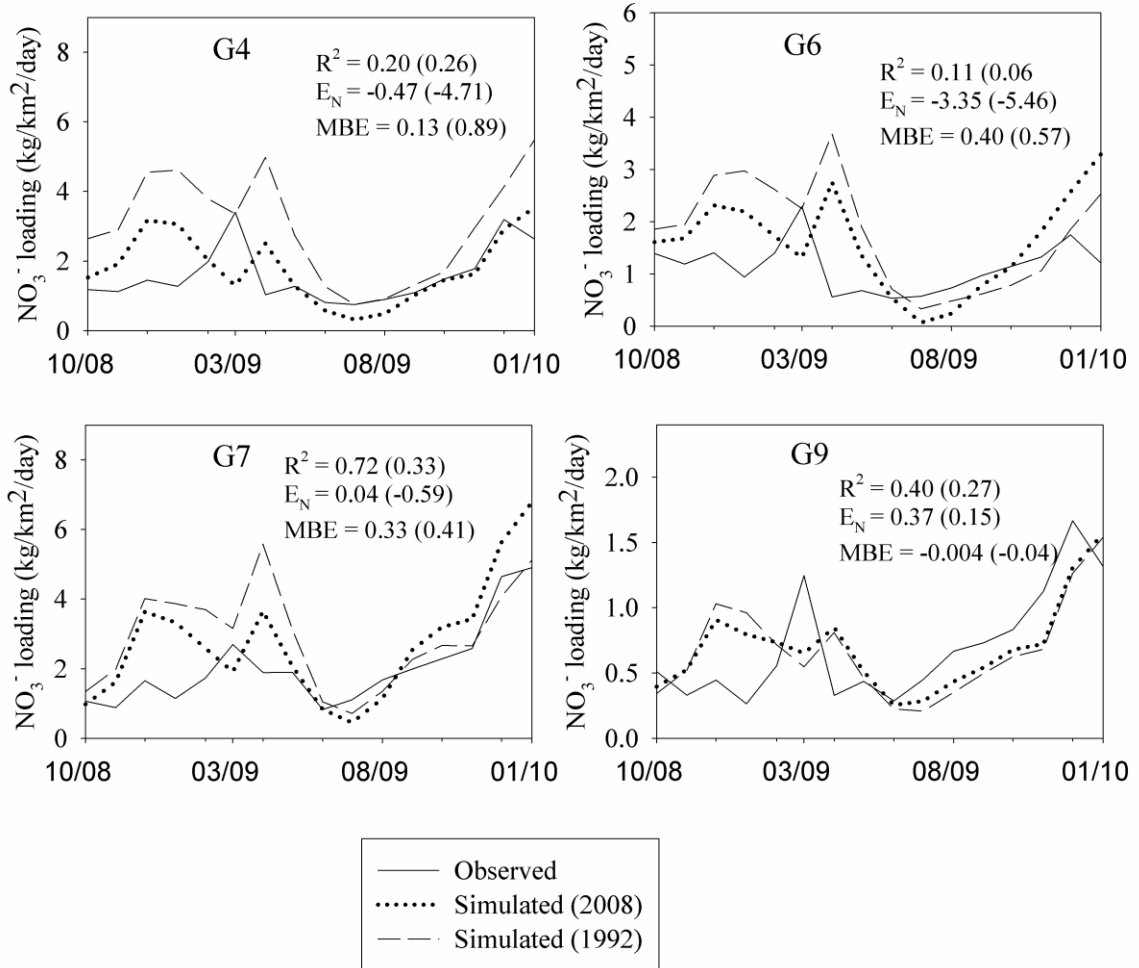 G4
R² = 0.20 (0.26)
E_N = -0.47 (-4.71)
MBE = 0.13 (0.89)
NO₃⁻ loading (kg/km²/day)
8
6
4
2
0
10/08 03/09 08/09 01/10
G6
R² = 0.11 (0.06
E_N = -3.35 (-5.46)
MBE = 0.40 (0.57)
NO₃⁻ loading (kg/km²/day)
6
5
4
3
2
1
0
10/08 03/09 08/09 01/10
G7
R² = 0.72 (0.33)
E_N = 0.04 (-0.59)
MBE = 0.33 (0.41)
NO₃⁻ loading (kg/km²/day)
8
6
4
2
0
10/08 03/09 08/09 01/10
G9
R² = 0.40 (0.27)
E_N = 0.37 (0.15)
MBE = -0.004 (-0.04)
NO₃⁻ loading (kg/km²/day)
2.0
1.5
1.0
0.5
0.0
10/08 03/09 08/09 01/10
Observed
Simulated (2008)
Simulated (1992)